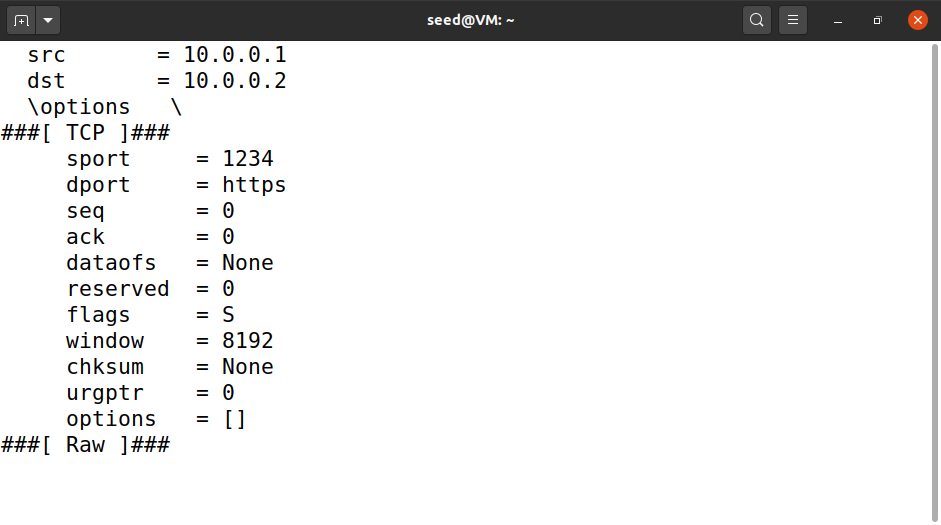 seed@VM: ~
src       = 10.0.0.1
dst       = 10.0.0.2
\options   \
###[ TCP ]###
sport     = 1234
dport     = https
seq       = 0
ack       = 0
dataofs   = None
reserved  = 0
flags     = S
window    = 8192
chksum    = None
urgptr    = 0
options   = []
###[ Raw ]###